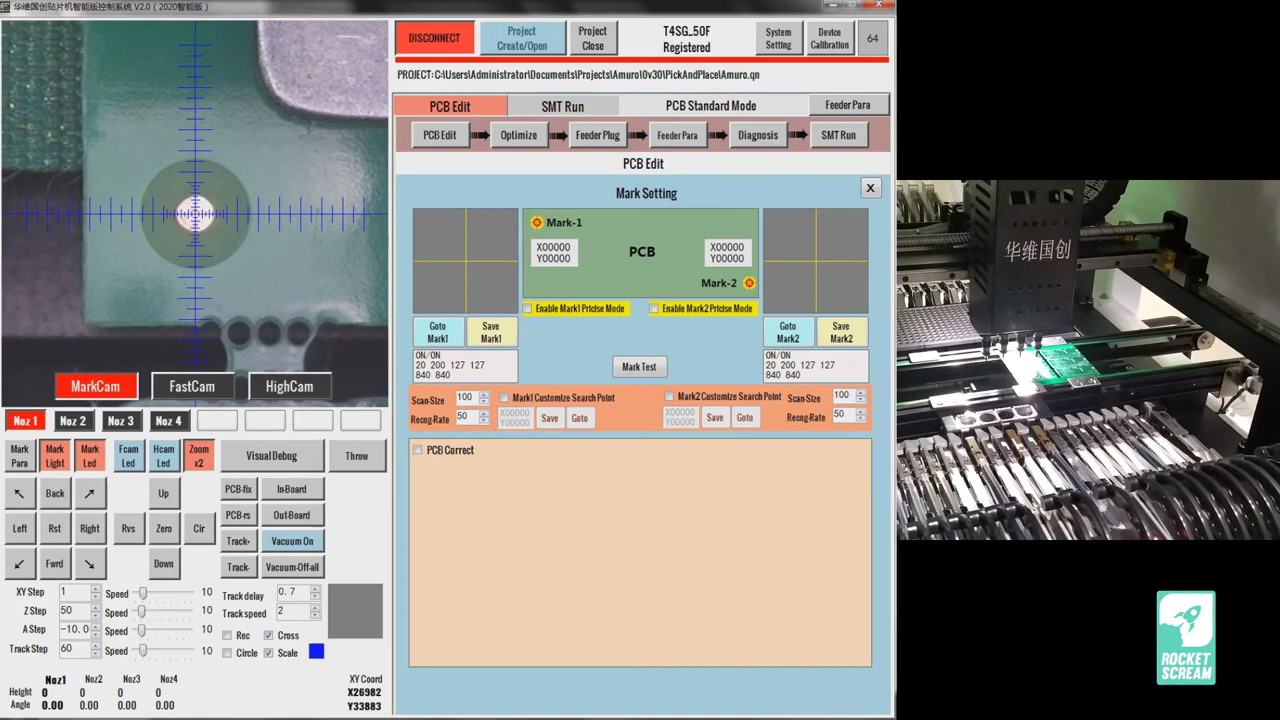 华维国创贴片机智能版控制系统 V2.0（2020智能版）
DISCONNECT
Project
Create/Open
Project
Close
T4SG_50F
Registered
System
Setting
Device
Calibration
64
PROJECT: C:\Users\Administrator\Documents\Projects\Amuro\0v30\PickAndPlace\Amuro.qn
PCB Edit
SMT Run
PCB Standard Mode
Feeder Para
PCB Edit
Optimize
Feeder Plug
Feeder Para
Diagnosis
SMT Run
PCB Edit
Mark Setting
X
Mark-1
X00000
Y00000
PCB
X00000
Y00000
Mark-2
Enable Mark1 Pricise Mode
Enable Mark2 Pricise Mode
Goto
Mark1
Save
Mark1
Goto
Mark2
Save
Mark2
ON/ON
20 200 127 127
840 840
Mark Test
ON/ON
20 200 127 127
840 840
Scan-Size
100
Mark1 Customize Search Point
Mark2 Customize Search Point
Scan-Size
100
Recog-Rate
50
X00000
Y00000
Save
Goto
X00000
Y00000
Save
Goto
Recog-Rate
50
PCB Correct
MarkCam
FastCam
HighCam
Noz 1
Noz 2
Noz 3
Noz 4
Mark
Para
Mark
Light
Mark
Led
Fcam
Led
Hcam
Led
Zoom
x2
Visual Debug
Throw
Back
Up
PCB-fix
In-Board
Left
Rst
Right
Rvs
Zero
Cir
PCB-rs
Out-Board
Track+
Vacuum On
Fwrd
Down
Track-
Vacuum-Off-all
XY Step
1
Speed
10
Z Step
50
Speed
10
A Step
-10.0
Speed
10
Track Step
60
Speed
10
Track delay
0.7
Track speed
2
Rec
Cross
Circle
Scale
Noz1
Noz2
Noz3
Noz4
XY Coord
Height
0
0
0
0
X26982
Angle
0.00
0.00
0.00
0.00
Y33883
华维国创
ROCKET
SCREAM